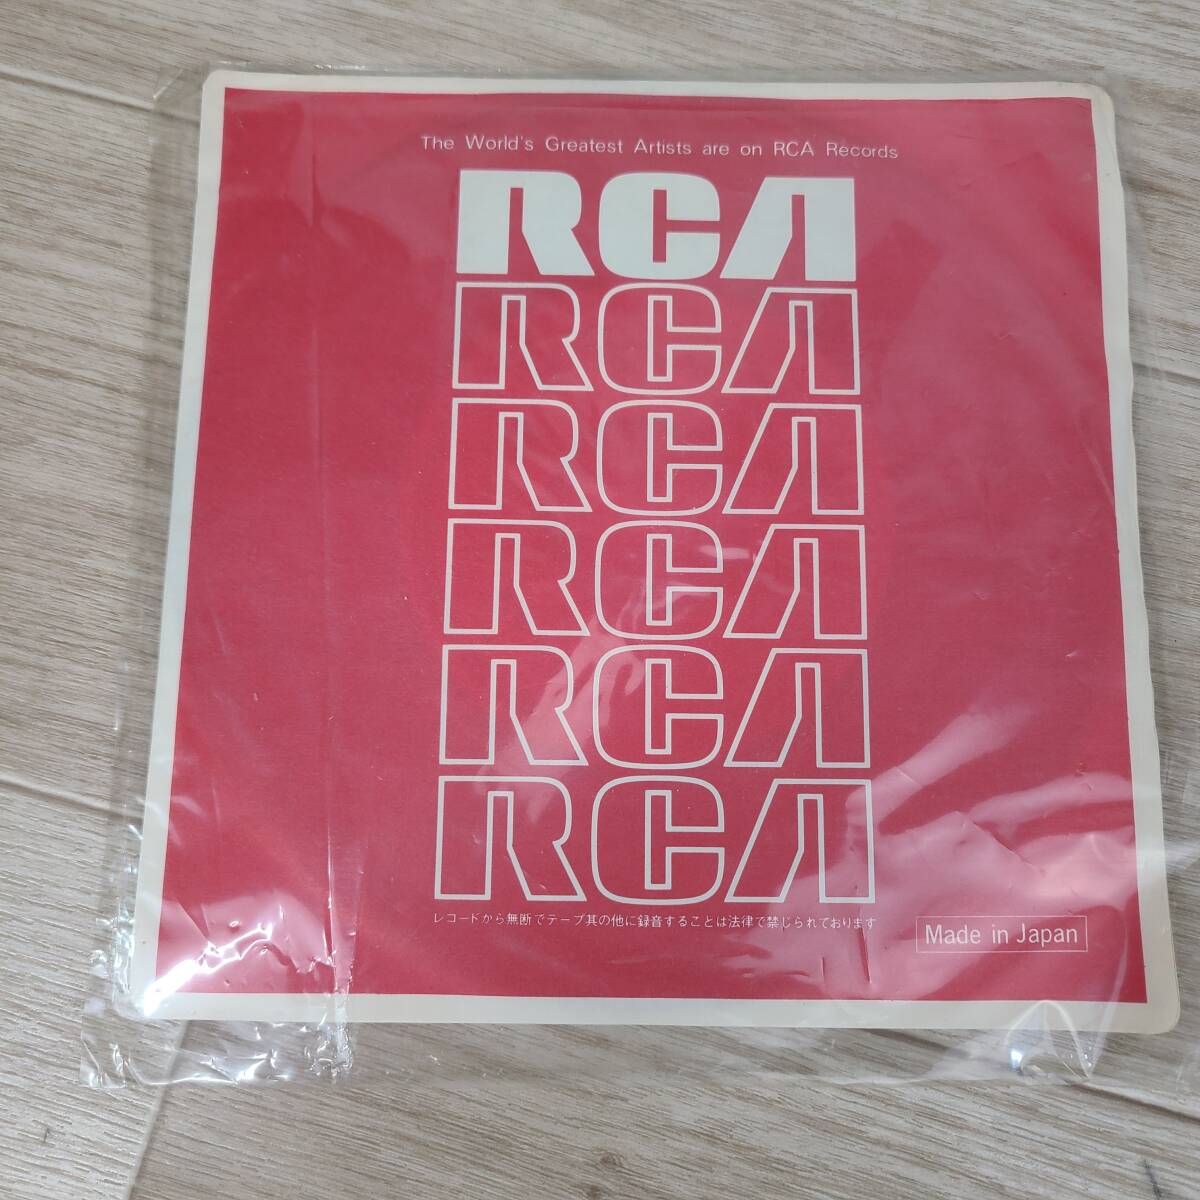 The World's Greatest Artists are on RCA Records
RCA
RCA
RCA
RCA
RCA
RCA
レコードから無断でテープ其の他に録音することは法律で禁じられております
Made in Japan